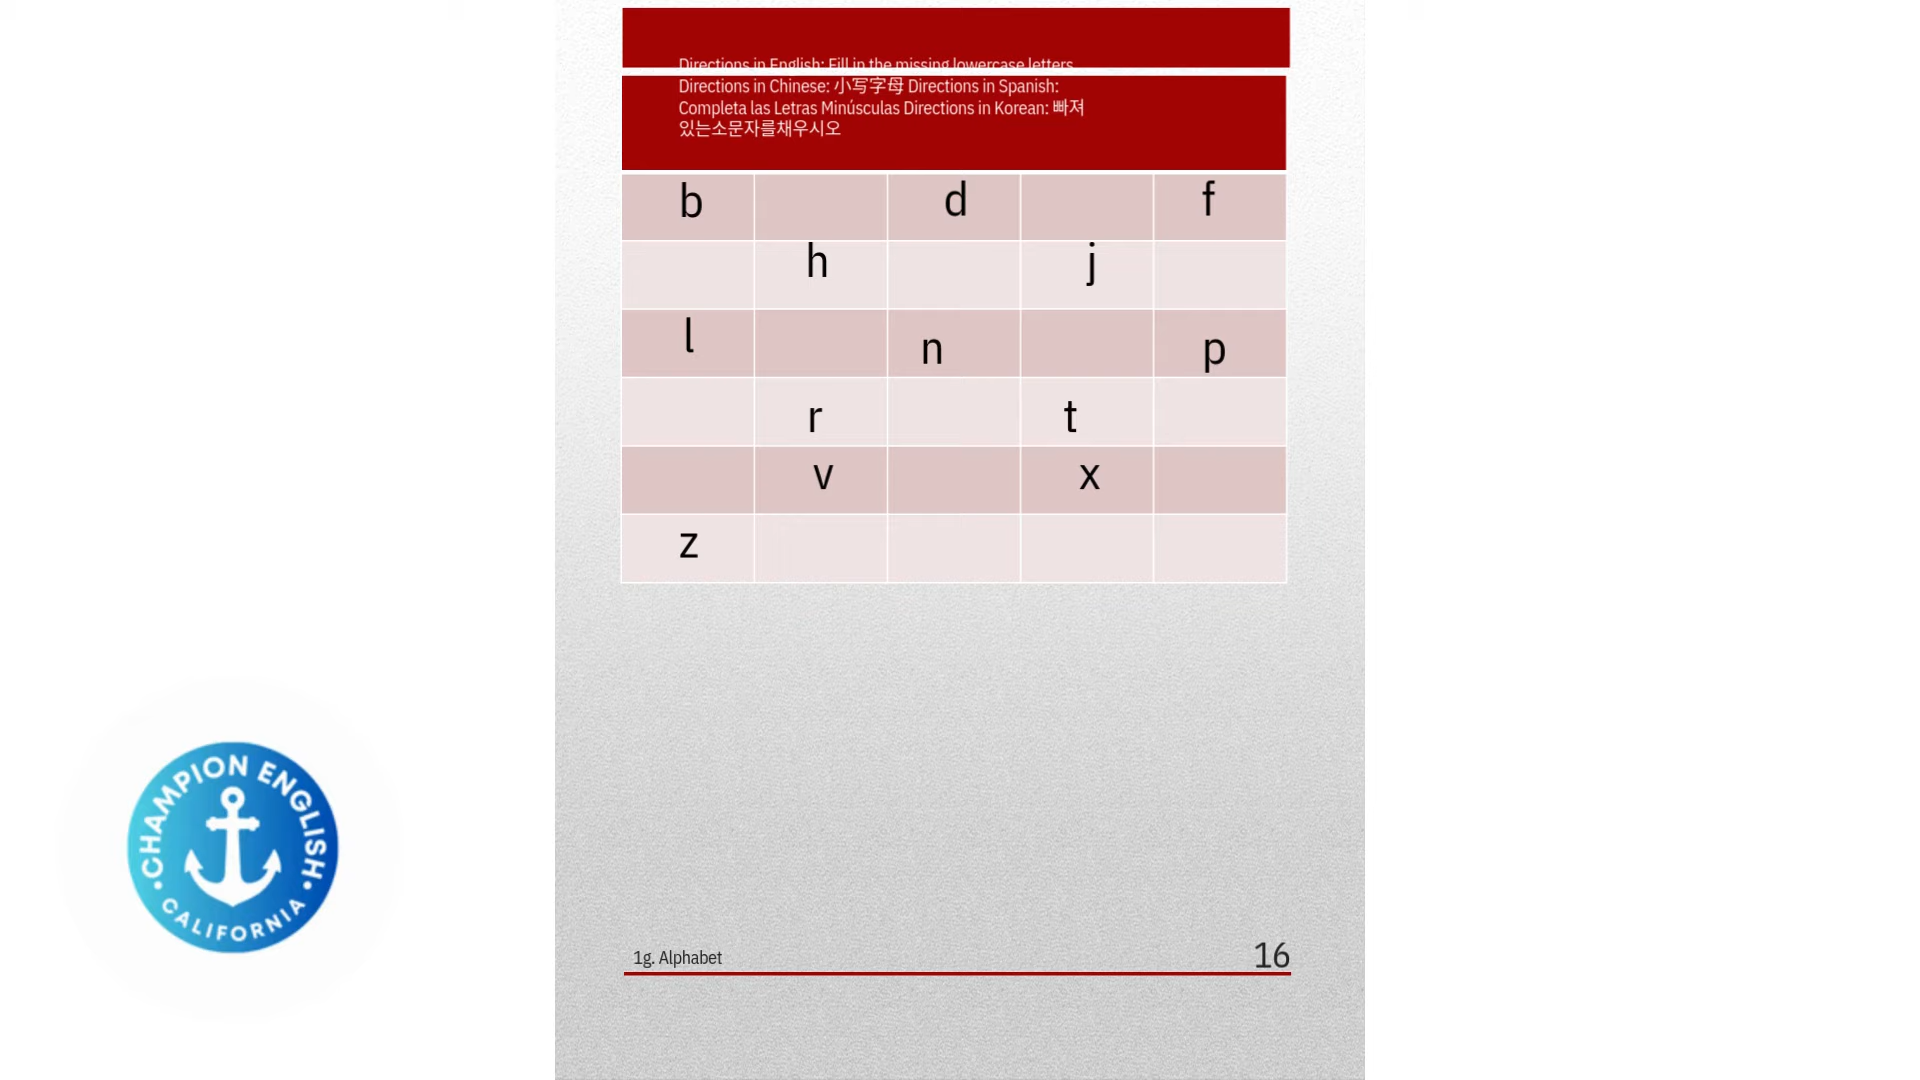 Directions in English: Fill in the missing lowercase letters
Directions in Chinese: 小写字母 Directions in Spanish:
Completa las Letras Minúsculas Directions in Korean: 빠져
있는소문자를채우시오
b d f
h j
l n p
r t
v x
z
CHAMPION ENGLISH
CALIFORNIA
1g. Alphabet 16